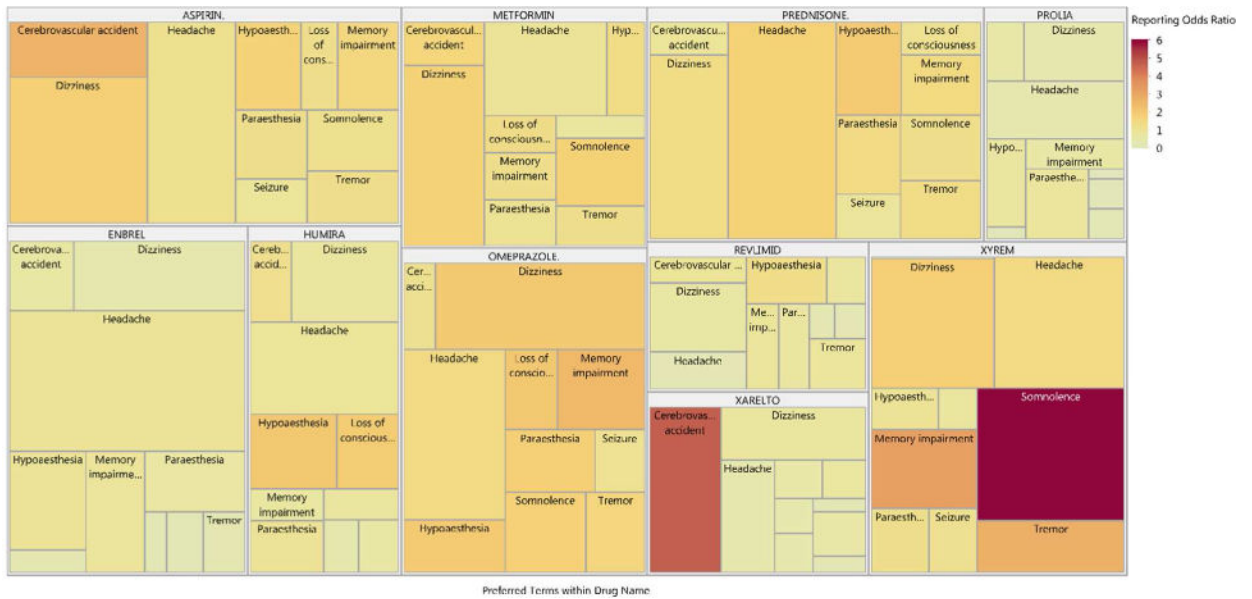 ASPIRIN.
Cerebrovascular accident
Headache
Hypoaesth...
Loss
of
cons...
Memory
impairment
Dizziness
Paraesthesia
Somnolence
Seizure
Tremor
METFORMIN
Cerebrovascul...
accident
Headache
Hyp...
Dizziness
Loss of
consciousn...
Somnolence
Memory
impairment
Paraesthesia
Tremor
PREDNISONE.
Cerebrovascu...
accident
Headache
Hypoaesth...
Loss of
consciousness
Dizziness
Memory
impairment
Paraesthesia
Somnolence
Seizure
Tremor
PROLIA
Dizziness
Headache
Hypo...
Memory
impairment
Paraesthe...
Reporting Odds Ratio
6
5
4
3
2
1
0
ENBREL
Cerebrova...
accident
Dizziness
Headache
Hypoaesthesia
Memory
impairme...
Paraesthesia
Tremor
HUMIRA
Cereb...
accid...
Dizziness
Headache
Hypoaesthesia
Loss of
conscious...
Memory
impairment
Paraesthesia
OMEPRAZOLE.
Cer...
acci...
Dizziness
Headache
Loss of
conscio...
Memory
impairment
Paraesthesia
Seizure
Somnolence
Tremor
Hypoaesthesia
REVLIMID
Cerebrovascular ...
Hypoaesthesia
Dizziness
Me...
imp...
Par...
Tremor
Headache
XARELTO
Cerebrovas...
accident
Dizziness
Headache
XYREM
Dizziness
Headache
Hypoaesth...
Somnolence
Memory impairment
Paraesth...
Seizure
Tremor
Preferred Terms within Drug Name